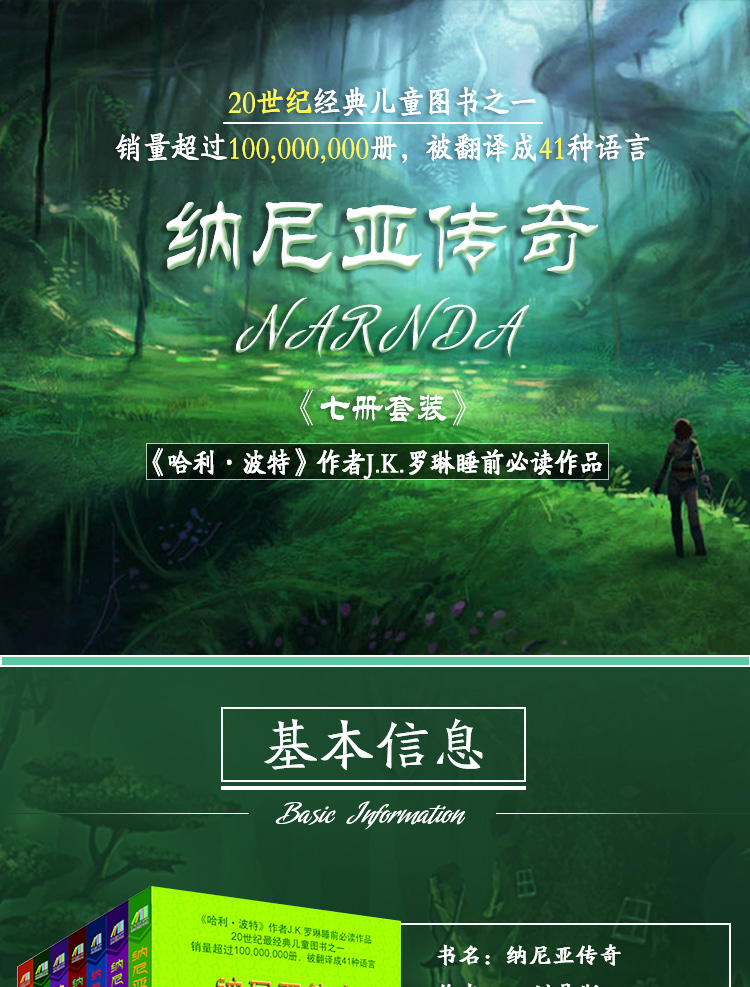 20世纪经典儿童图书之一
销量超过100,000,000册，被翻译成41种语言
纳尼亚传奇
NARNDA
《七册套装》
《哈利·波特》作者J.K.罗琳睡前必读作品
基本信息
Basic Information
《哈利·波特》作者J.K.罗琳睡前必读作品
20世纪最经典儿童图书之一
销量超过100,000,000册，被翻译成41种语言
书名：纳尼亚传奇